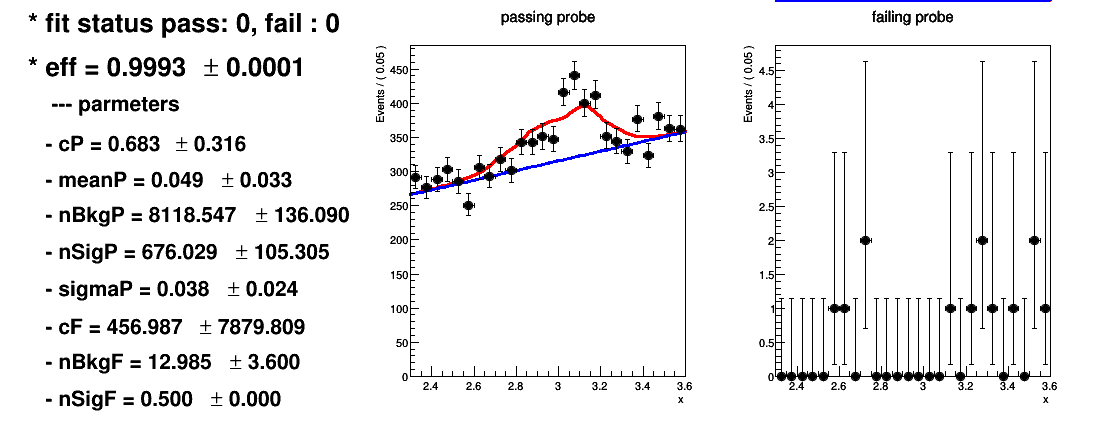 * fit status pass: 0, fail : 0
* eff = 0.9993 ± 0.0001
--- parmeters
- cP = 0.683 ± 0.316
- meanP = 0.049 ± 0.033
- nBkgP = 8118.547 ± 136.090
- nSigP = 676.029 ± 105.305
- sigmaP = 0.038 ± 0.024
- cF = 456.987 ± 7879.809
- nBkgF = 12.985 ± 3.600
- nSigF = 0.500 ± 0.000
passing probe
Events / ( 0.05 )
450
400
350
300
250
200
150
100
50
0
2.4 2.6 2.8 3 3.2 3.4 3.6
x
failing probe
Events / ( 0.05 )
4.5
4
3.5
3
2.5
2
1.5
1
0.5
0
2.4 2.6 2.8 3 3.2 3.4 3.6
x